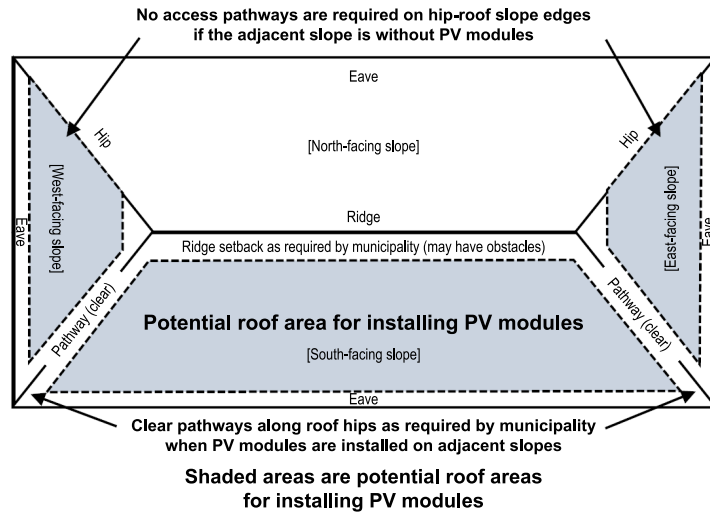 No access pathways are required on hip-roof slope edges
if the adjacent slope is without PV modules
Eave
Hip
Hip
[North-facing slope]
[West-facing slope]
[East-facing slope]
Eave
Eave
Ridge
Ridge setback as required by municipality (may have obstacles)
Pathway (clear)
Pathway (clear)
Potential roof area for installing PV modules
[South-facing slope]
Eave
Clear pathways along roof hips as required by municipality
when PV modules are installed on adjacent slopes
Shaded areas are potential roof areas
for installing PV modules